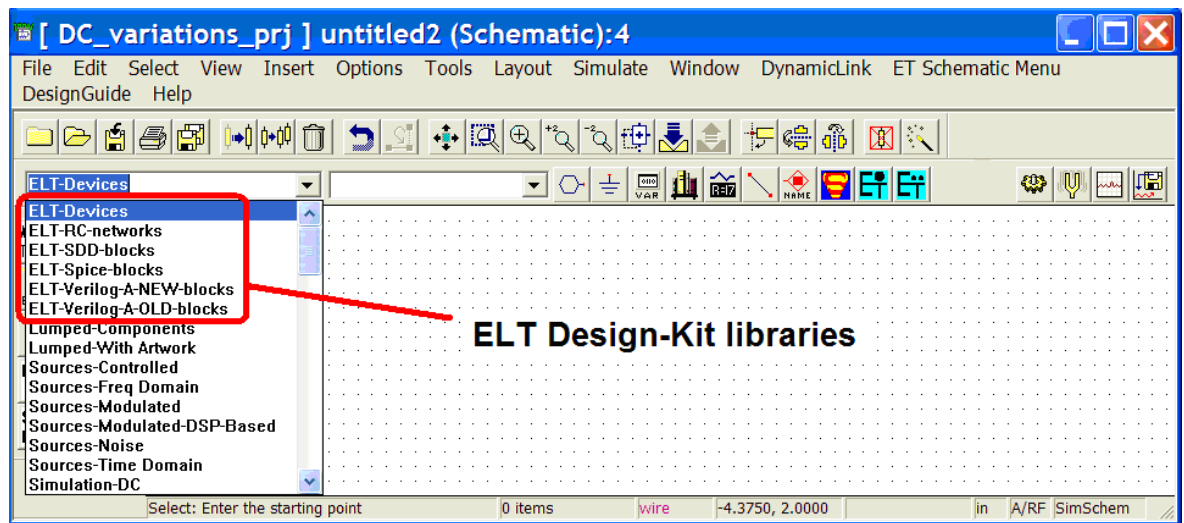 [ DC_variations_prj ] untitled2 (Schematic):4
File Edit Select View Insert Options Tools Layout Simulate Window DynamicLink ET Schematic Menu
DesignGuide Help
+2 -2
VAR NAME
ELT-Devices
ELT-Devices
ELT-RC-networks
ELT-SDD-blocks
ELT-Spice-blocks
ELT-Verilog-A-NEW-blocks
ELT-Verilog-A-OLD-blocks
Lumped-Components
Lumped-With Artwork
Sources-Controlled
Sources-Freq Domain
Sources-Modulated
Sources-Modulated-DSP-Based
Sources-Noise
Sources-Time Domain
Simulation-DC
ELT Design-Kit libraries
Select: Enter the starting point 0 items wire -4.3750, 2.0000 in A/RF SimSchem